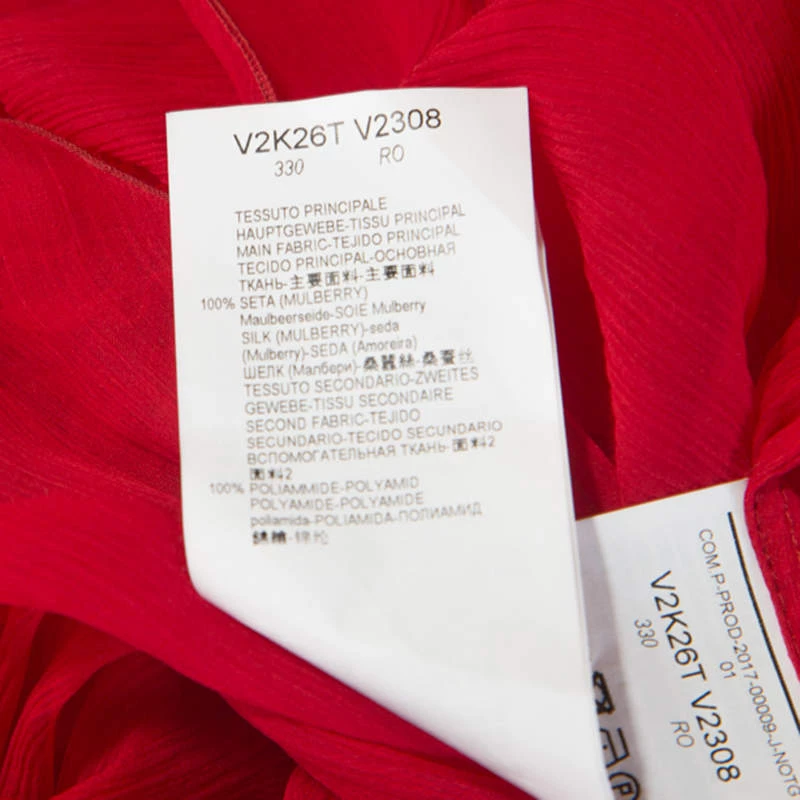 V2K26T V2308
330 RO
TESSUTO PRINCIPALE
HAUPTGEWEBE-TISSU PRINCIPAL
MAIN FABRIC-TEJIDO PRINCIPAL
TECIDO PRINCIPAL-ОСНОВНАЯ
ТКАНЬ-主要面料-主要面料
100% SETA (MULBERRY)
Maulbeerseide-SOIE Mulberry
SILK (MULBERRY)-seda
(Mulberry)-SEDA (Amoreira)
ШЕЛК (Малбери)-桑蠶絲-桑蚕丝
TESSUTO SECONDARIO-ZWEITES
GEWEBE-TISSU SECONDAIRE
SECOND FABRIC-TEJIDO
SECUNDARIO-TECIDO SECUNDARIO
ВСПОМОГАТЕЛЬНАЯ ТКАНЬ-面料2
面料2
100% POLIAMMIDE-POLYAMID
POLYAMIDE-POLYAMIDE
poliamida-POLIAMIDA-ПОЛИАМИД
COM.P-PROD-2017-00009-J-NOTG
01
V2K26T V2308
330 RO